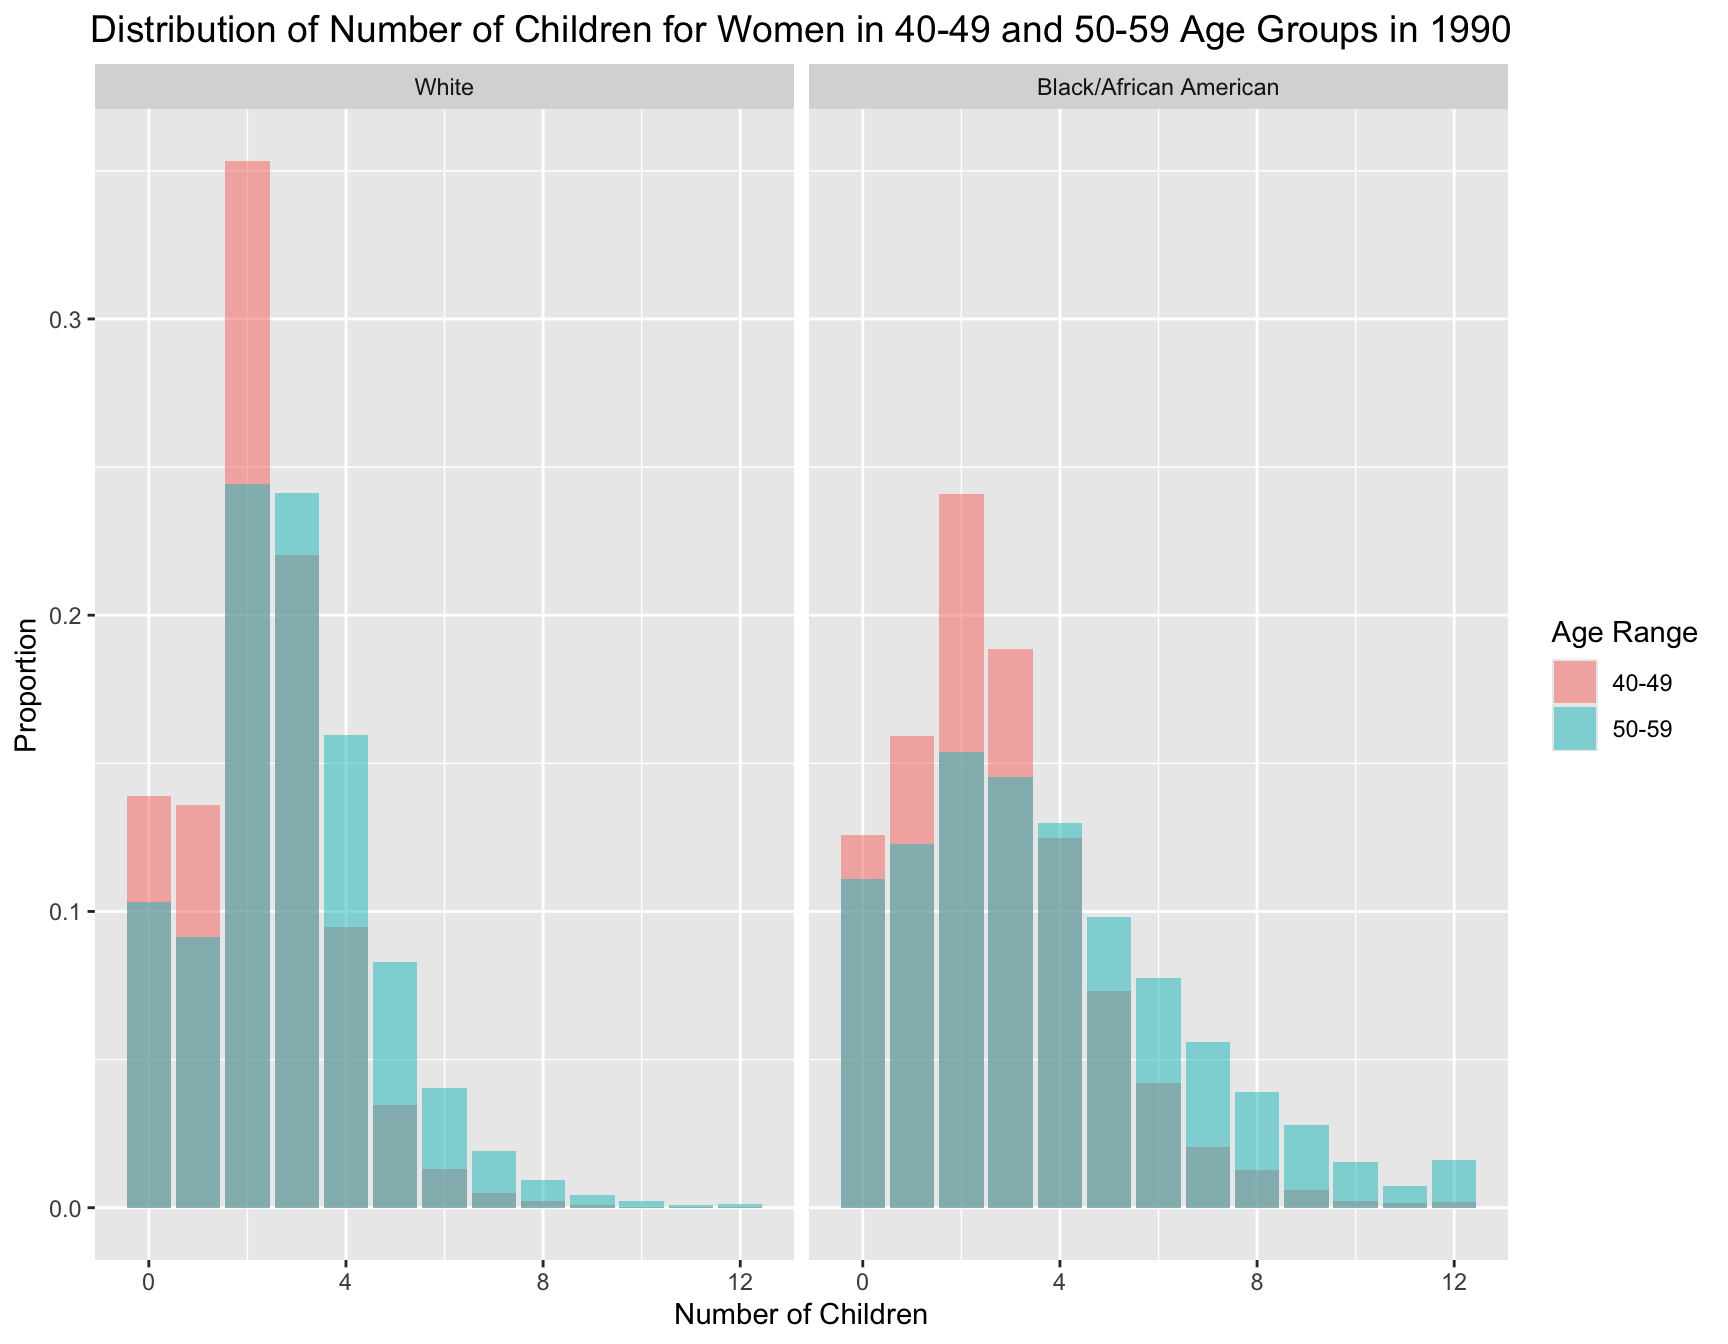 Distribution of Number of Children for Women in 40-49 and 50-59 Age Groups in 1990
White
Black/African American
0.3
0.2
0.1
0.0
Proportion
0 4 8 12
0 4 8 12
Number of Children
Age Range
40-49
50-59